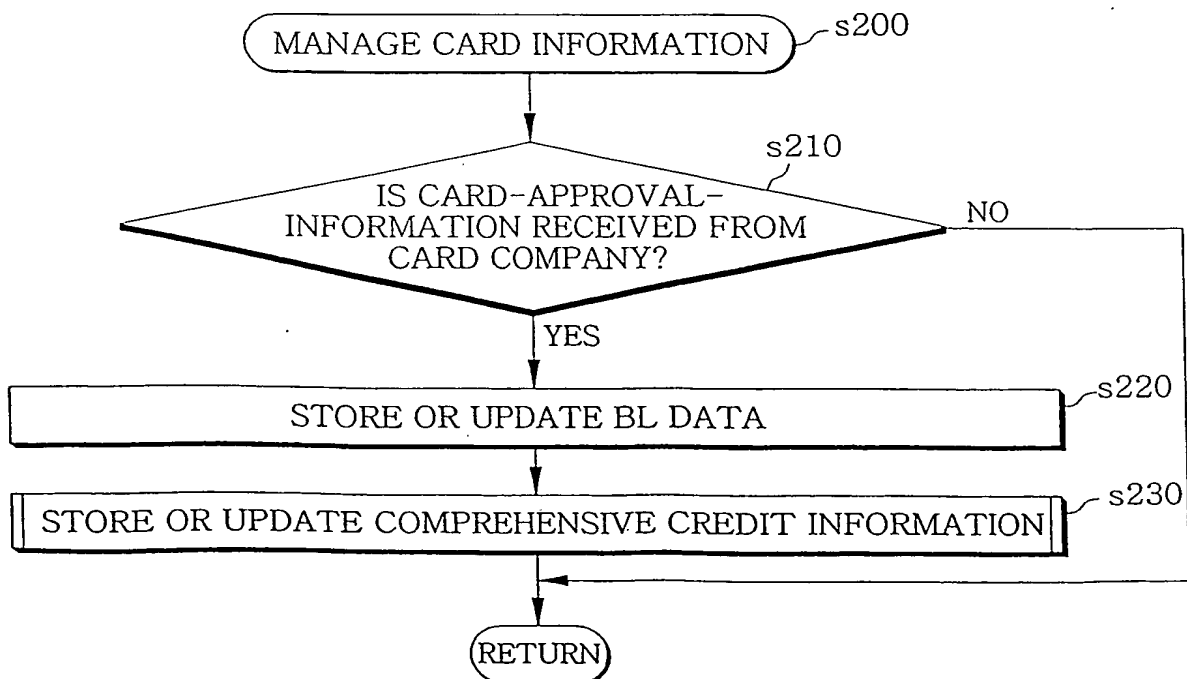 MANAGE CARD INFORMATION
s200
s210
IS CARD-APPROVAL-
INFORMATION RECEIVED FROM
CARD COMPANY?
NO
YES
STORE OR UPDATE BL DATA
s220
STORE OR UPDATE COMPREHENSIVE CREDIT INFORMATION
s230
RETURN